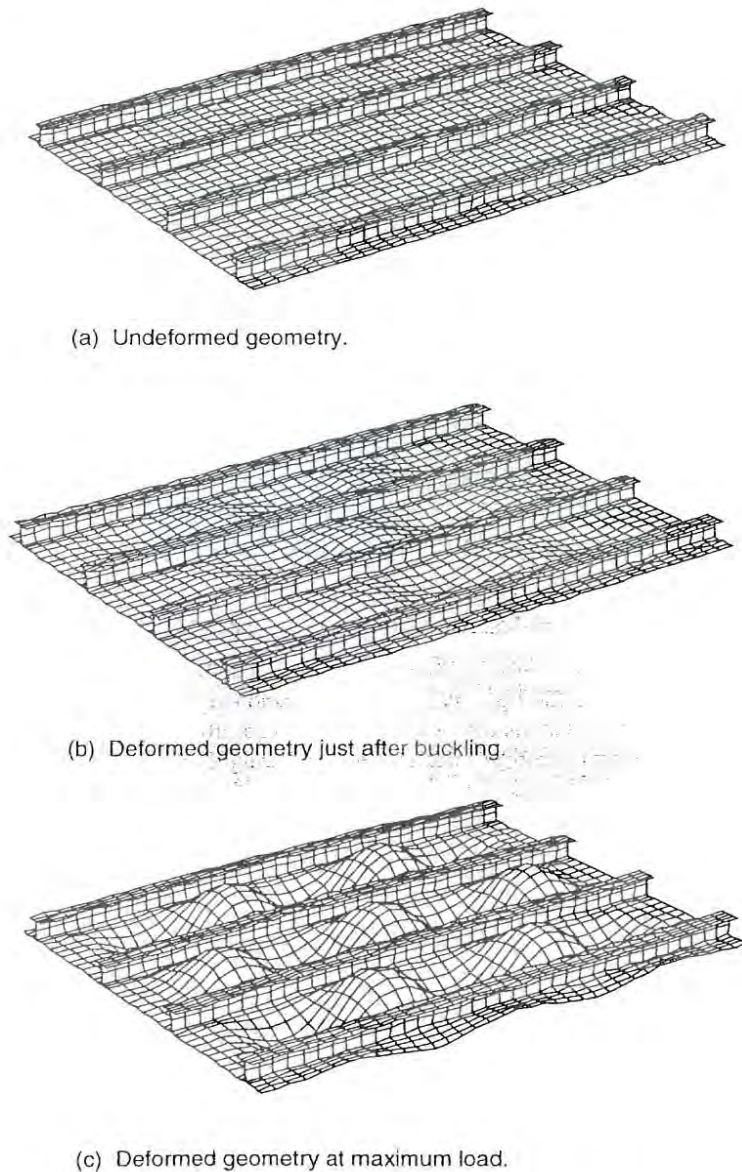 (a) Undeformed geometry.
(b) Deformed geometry just after buckling.
(c) Deformed geometry at maximum load.